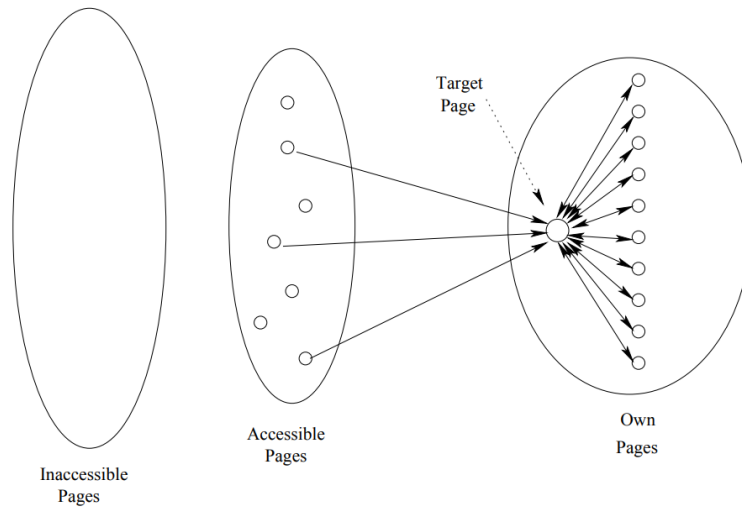 Target
Page
Own
Pages
Accessible
Pages
Inaccessible
Pages